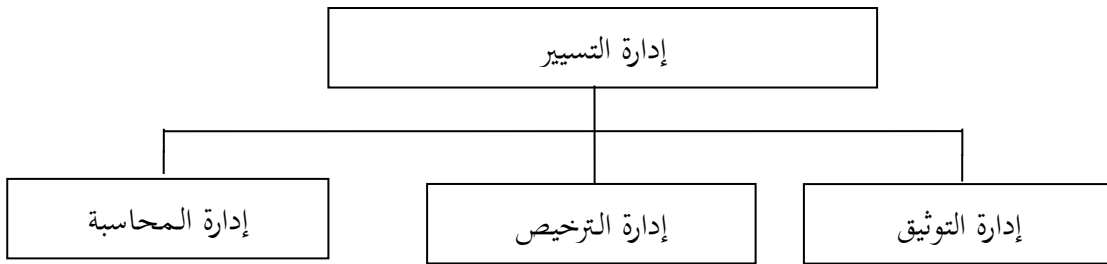 إدارة التسيير
إدارة التوثيق
إدارة الترخيص
إدارة المحاسبة